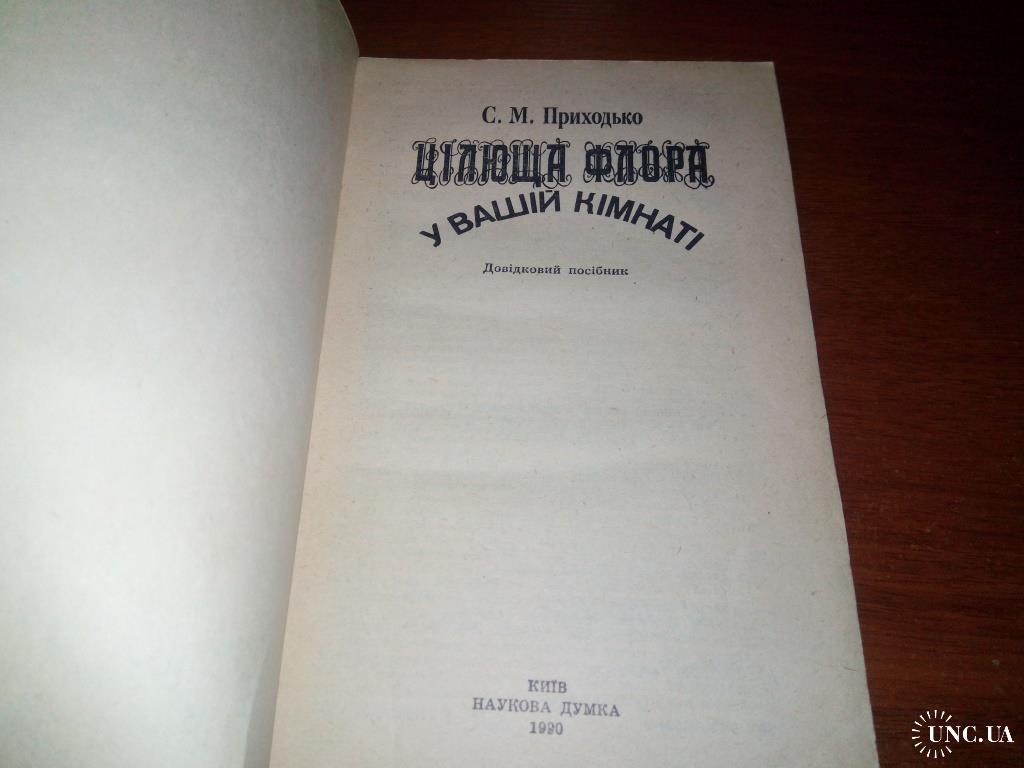 С. М. Приходько
ЦІЛЮЩА ФЛОРА
У ВАШІЙ КІМНАТІ
Довідковий посібник
КИЇВ
НАУКОВА ДУМКА
1990
UNC.UA